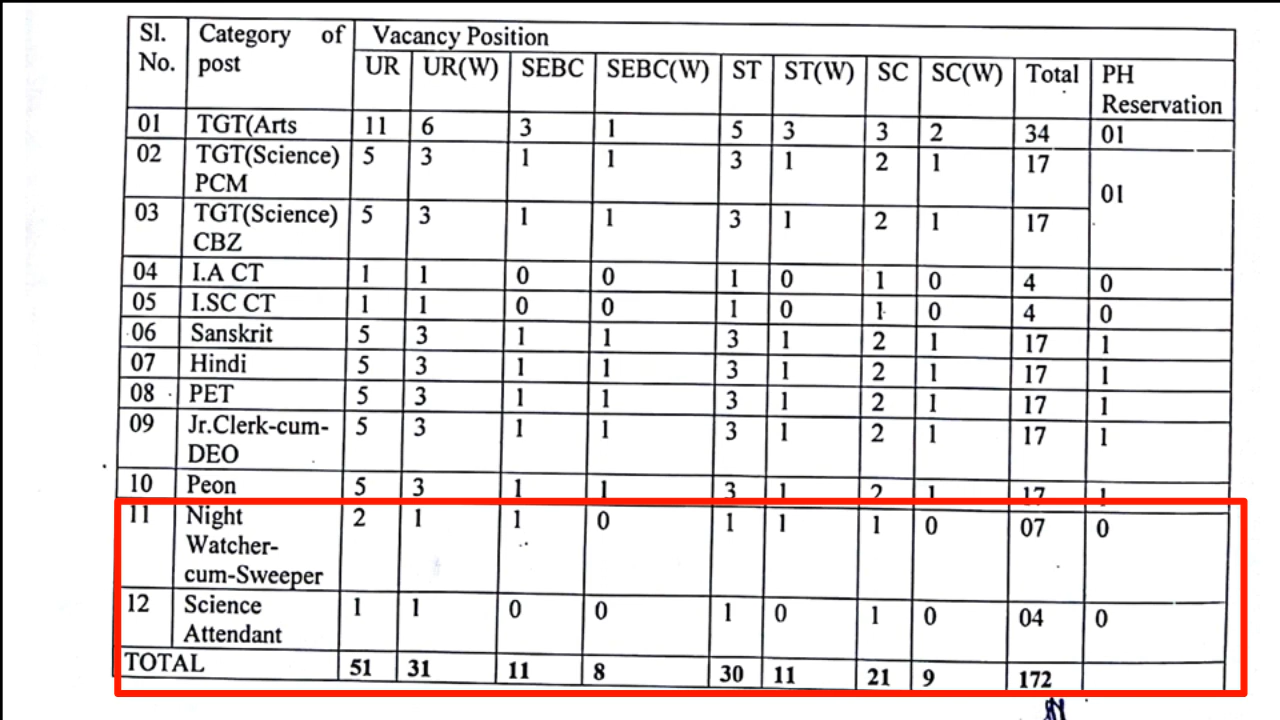 Sl. No. Category of post Vacancy Position
UR UR(W) SEBC SEBC(W) ST ST(W) SC SC(W) Total PH Reservation
01 TGT(Arts 11 6 3 1 5 3 3 2 34 01
02 TGT(Science) PCM 5 3 1 1 3 1 2 1 17 01
03 TGT(Science) CBZ 5 3 1 1 3 1 2 1 17
04 I.A CT 1 1 0 0 1 0 1 0 4 0
05 I.SC CT 1 1 0 0 1 0 1 0 4 0
06 Sanskrit 5 3 1 1 3 1 2 1 17 1
07 Hindi 5 3 1 1 3 1 2 1 17 1
08 PET 5 3 1 1 3 1 2 1 17 1
09 Jr.Clerk-cum-DEO 5 3 1 1 3 1 2 1 17 1
10 Peon 5 3 1 1 3 1 2 1 17 1
11 Night Watcher-cum-Sweeper 2 1 1 0 1 1 1 0 07 0
12 Science Attendant 1 1 0 0 1 0 1 0 04 0
TOTAL 51 31 11 8 30 11 21 9 172